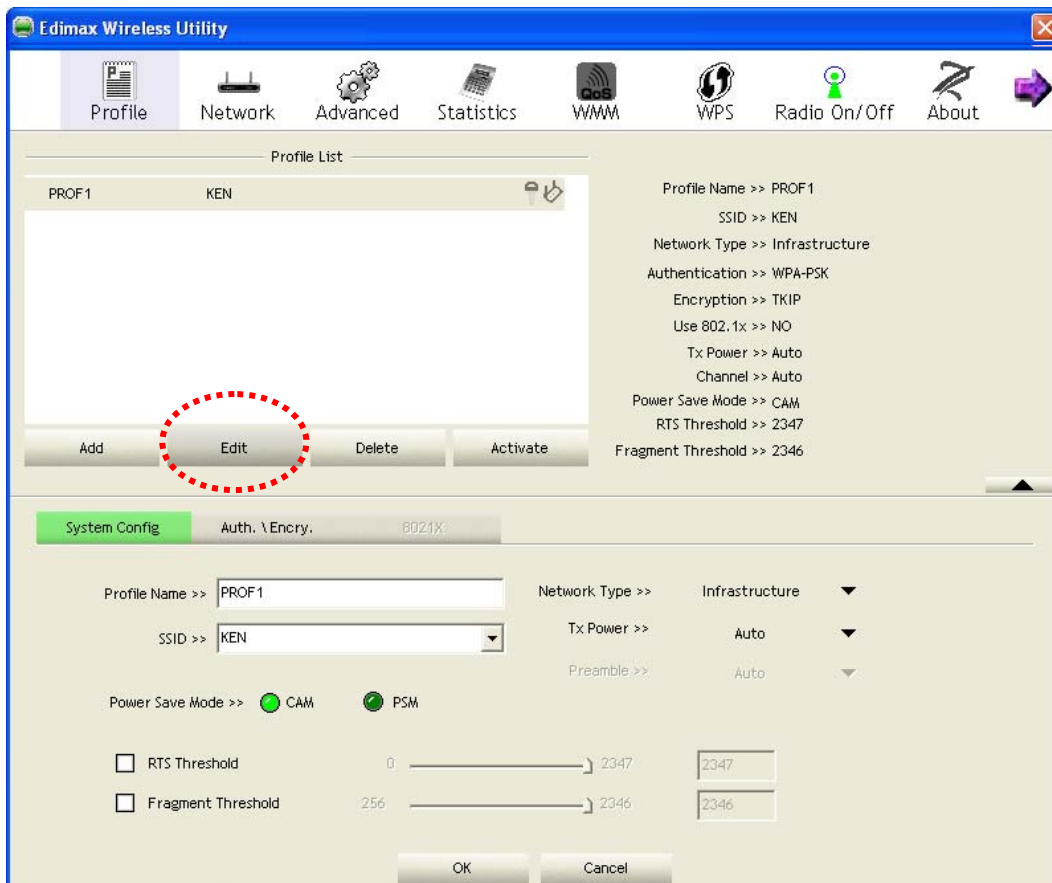 Edimax Wireless Utility
P
QoS
Profile Network Advanced Statistics WMM WPS Radio On/Off About
Profile List
PROF1 KEN
Profile Name >> PROF1
SSID >> KEN
Network Type >> Infrastructure
Authentication >> WPA-PSK
Encryption >> TKIP
Use 802.1x >> NO
Tx Power >> Auto
Channel >> Auto
Power Save Mode >> CAM
RTS Threshold >> 2347
Fragment Threshold >> 2346
Add Edit Delete Activate
System Config Auth. \ Encry. 8021X
Profile Name >> PROF1
SSID >> KEN
Network Type >> Infrastructure
Tx Power >> Auto
Preamble >> Auto
Power Save Mode >> CAM PSM
RTS Threshold 0 2347 2347
Fragment Threshold 256 2346 2346
OK Cancel